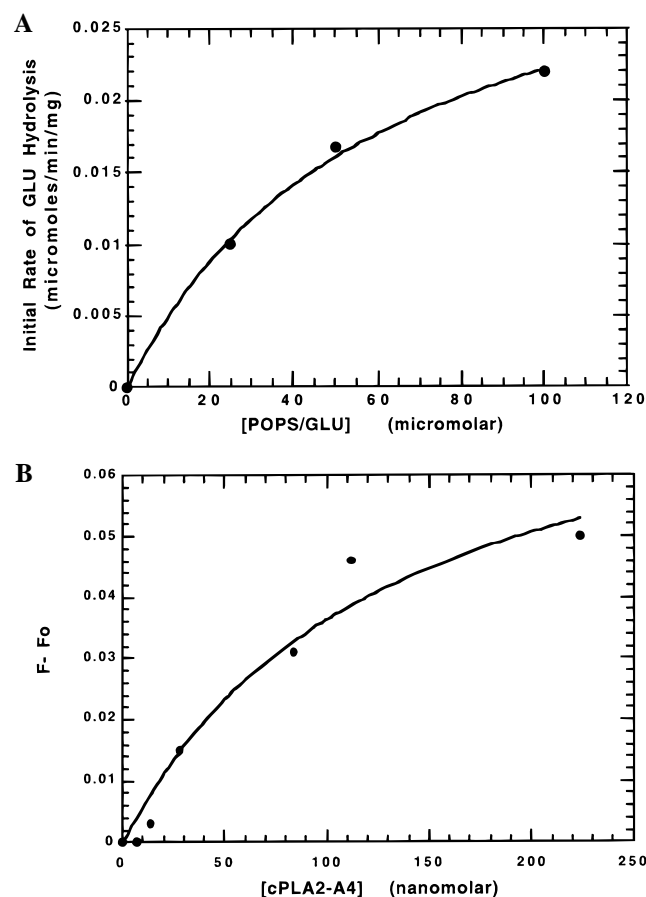 A
Initial Rate of GLU Hydrolysis
(micromoles/min/mg)
0.025
0.02
0.015
0.01
0.005
0
0 20 40 60 80 100 120
[POPS/GLU] (micromolar)
B
F- Fo
0.06
0.05
0.04
0.03
0.02
0.01
0
0 50 100 150 200 250
[cPLA2-A4] (nanomolar)